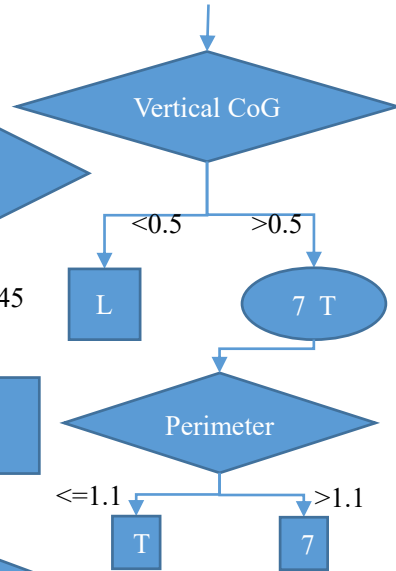 Vertical CoG
<0.5 >0.5
45
L 7 T
Perimeter
<=1.1 >1.1
T 7